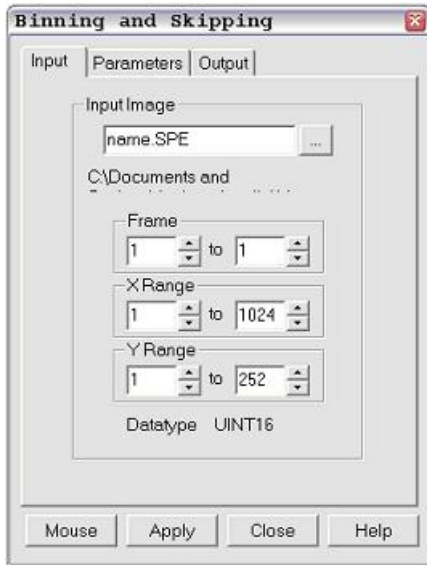 Binning and Skipping
Input Parameters Output
Input Image
name.SPE ...
C:\Documents and
Frame
1 to 1
X Range
1 to 1024
Y Range
1 to 252
Datatype UINT16
Mouse Apply Close Help